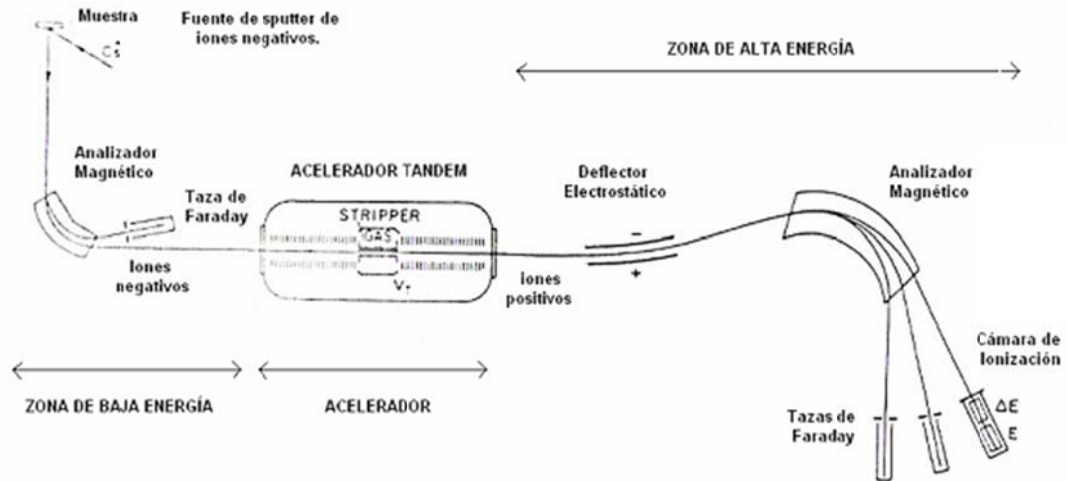 Muestra
Fuente de sputter de
iones negativos.
Cs+
ZONA DE ALTA ENERGÍA
Analizador
Magnético
Taza de
Faraday
ACELERADOR TANDEM
STRIPPER
GAS
VT
Deflector
Electrostático
-
+
Analizador
Magnético
Iones
negativos
iones
positivos
Cámara de
Ionización
ΔE
E
Tazas de
Faraday
ZONA DE BAJA ENERGÍA
ACELERADOR